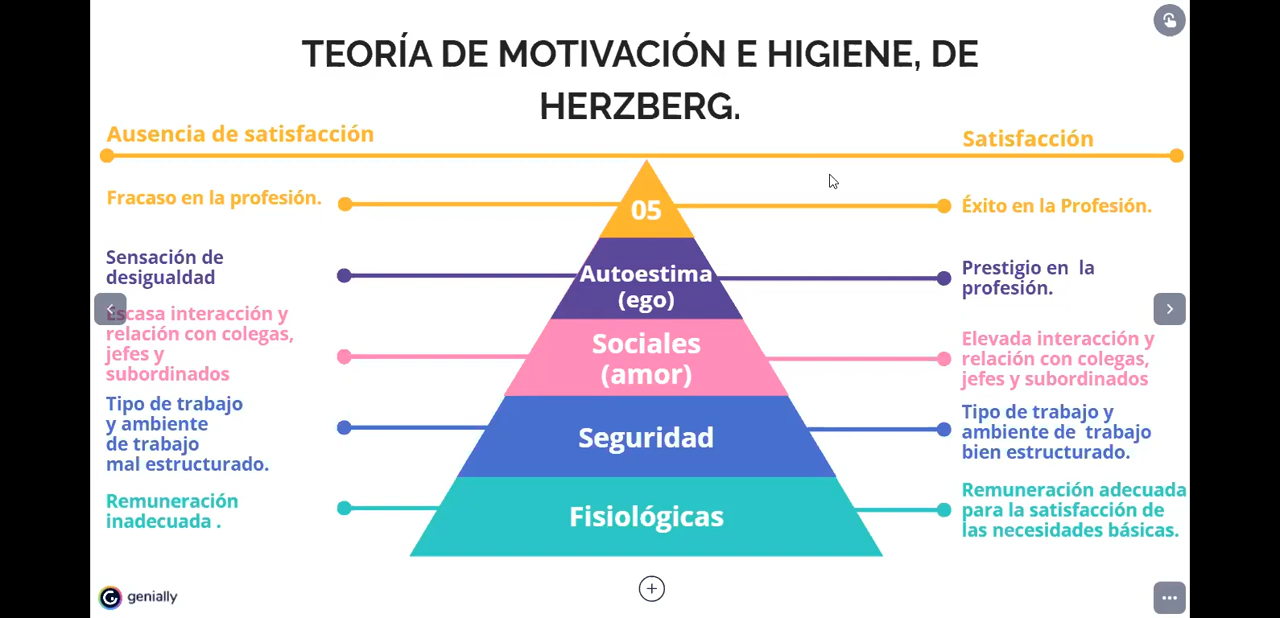 TEORÍA DE MOTIVACIÓN E HIGIENE, DE
HERZBERG.
Ausencia de satisfacción
Satisfacción
Fracaso en la profesión.
05
Éxito en la Profesión.
Sensación de
desigualdad
Autoestima
(ego)
Prestigio en la
profesión.
Escasa interacción y
relación con colegas,
jefes y
subordinados
Sociales
(amor)
Elevada interacción y
relación con colegas,
jefes y subordinados
Tipo de trabajo
y ambiente
de trabajo
mal estructurado.
Seguridad
Tipo de trabajo y
ambiente de trabajo
bien estructurado.
Remuneración
inadecuada .
Fisiológicas
Remuneración adecuada
para la satisfacción de
las necesidades básicas.
genially